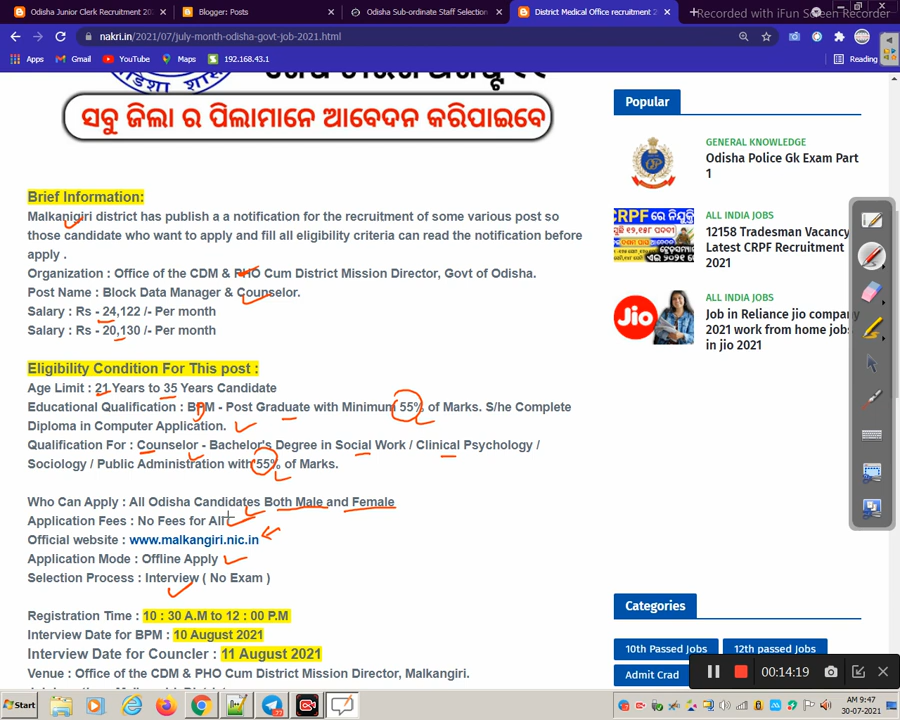 Odisha Junior Clerk Recruitment 202
Blogger: Posts
Odisha Sub-ordinate Staff Selection
District Medical Office recruitment 2
Recorded with iFun Screen Recorder
nakri.in/2021/07/july-month-odisha-govt-job-2021.html
Apps
Gmail
YouTube
Maps
192.168.43.1
Reading
ସବୁ ଜିଲା ର ପିଲାମାନେ ଆବେଦନ କରିପାଇବେ
Brief Information:
Malkanigiri district has publish a a notification for the recruitment of some various post so
those candidate who want to apply and fill all eligibility criteria can read the notification before
apply .
Organization : Office of the CDM & PHO Cum District Mission Director, Govt of Odisha.
Post Name : Block Data Manager & Counselor.
Salary : Rs - 24,122 /- Per month
Salary : Rs - 20,130 /- Per month
Eligibility Condition For This post :
Age Limit : 21 Years to 35 Years Candidate
Educational Qualification : BPM - Post Graduate with Minimum 55% of Marks. S/he Complete
Diploma in Computer Application.
Qualification For : Counselor - Bachelor's Degree in Social Work / Clinical Psychology /
Sociology / Public Administration with 55% of Marks.
Who Can Apply : All Odisha Candidates Both Male and Female
Application Fees : No Fees for All
Official website : www.malkangiri.nic.in
Application Mode : Offline Apply
Selection Process : Interview ( No Exam )
Registration Time : 10 : 30 A.M to 12 : 00 P.M
Interview Date for BPM : 10 August 2021
Interview Date for Councler : 11 August 2021
Venue : Office of the CDM & PHO Cum District Mission Director, Malkangiri.
Popular
GENERAL KNOWLEDGE
Odisha Police Gk Exam Part
1
ALL INDIA JOBS
12158 Tradesman Vacancy
Latest CRPF Recruitment
2021
ALL INDIA JOBS
Job in Reliance jio company
2021 work from home jobs
in jio 2021
CRPF ରେ ନିଯୁକ୍ତି
Jio
Categories
10th Passed Jobs
12th passed Jobs
Admit Crad
00:14:19
Start
AM 9:47
30-07-2021